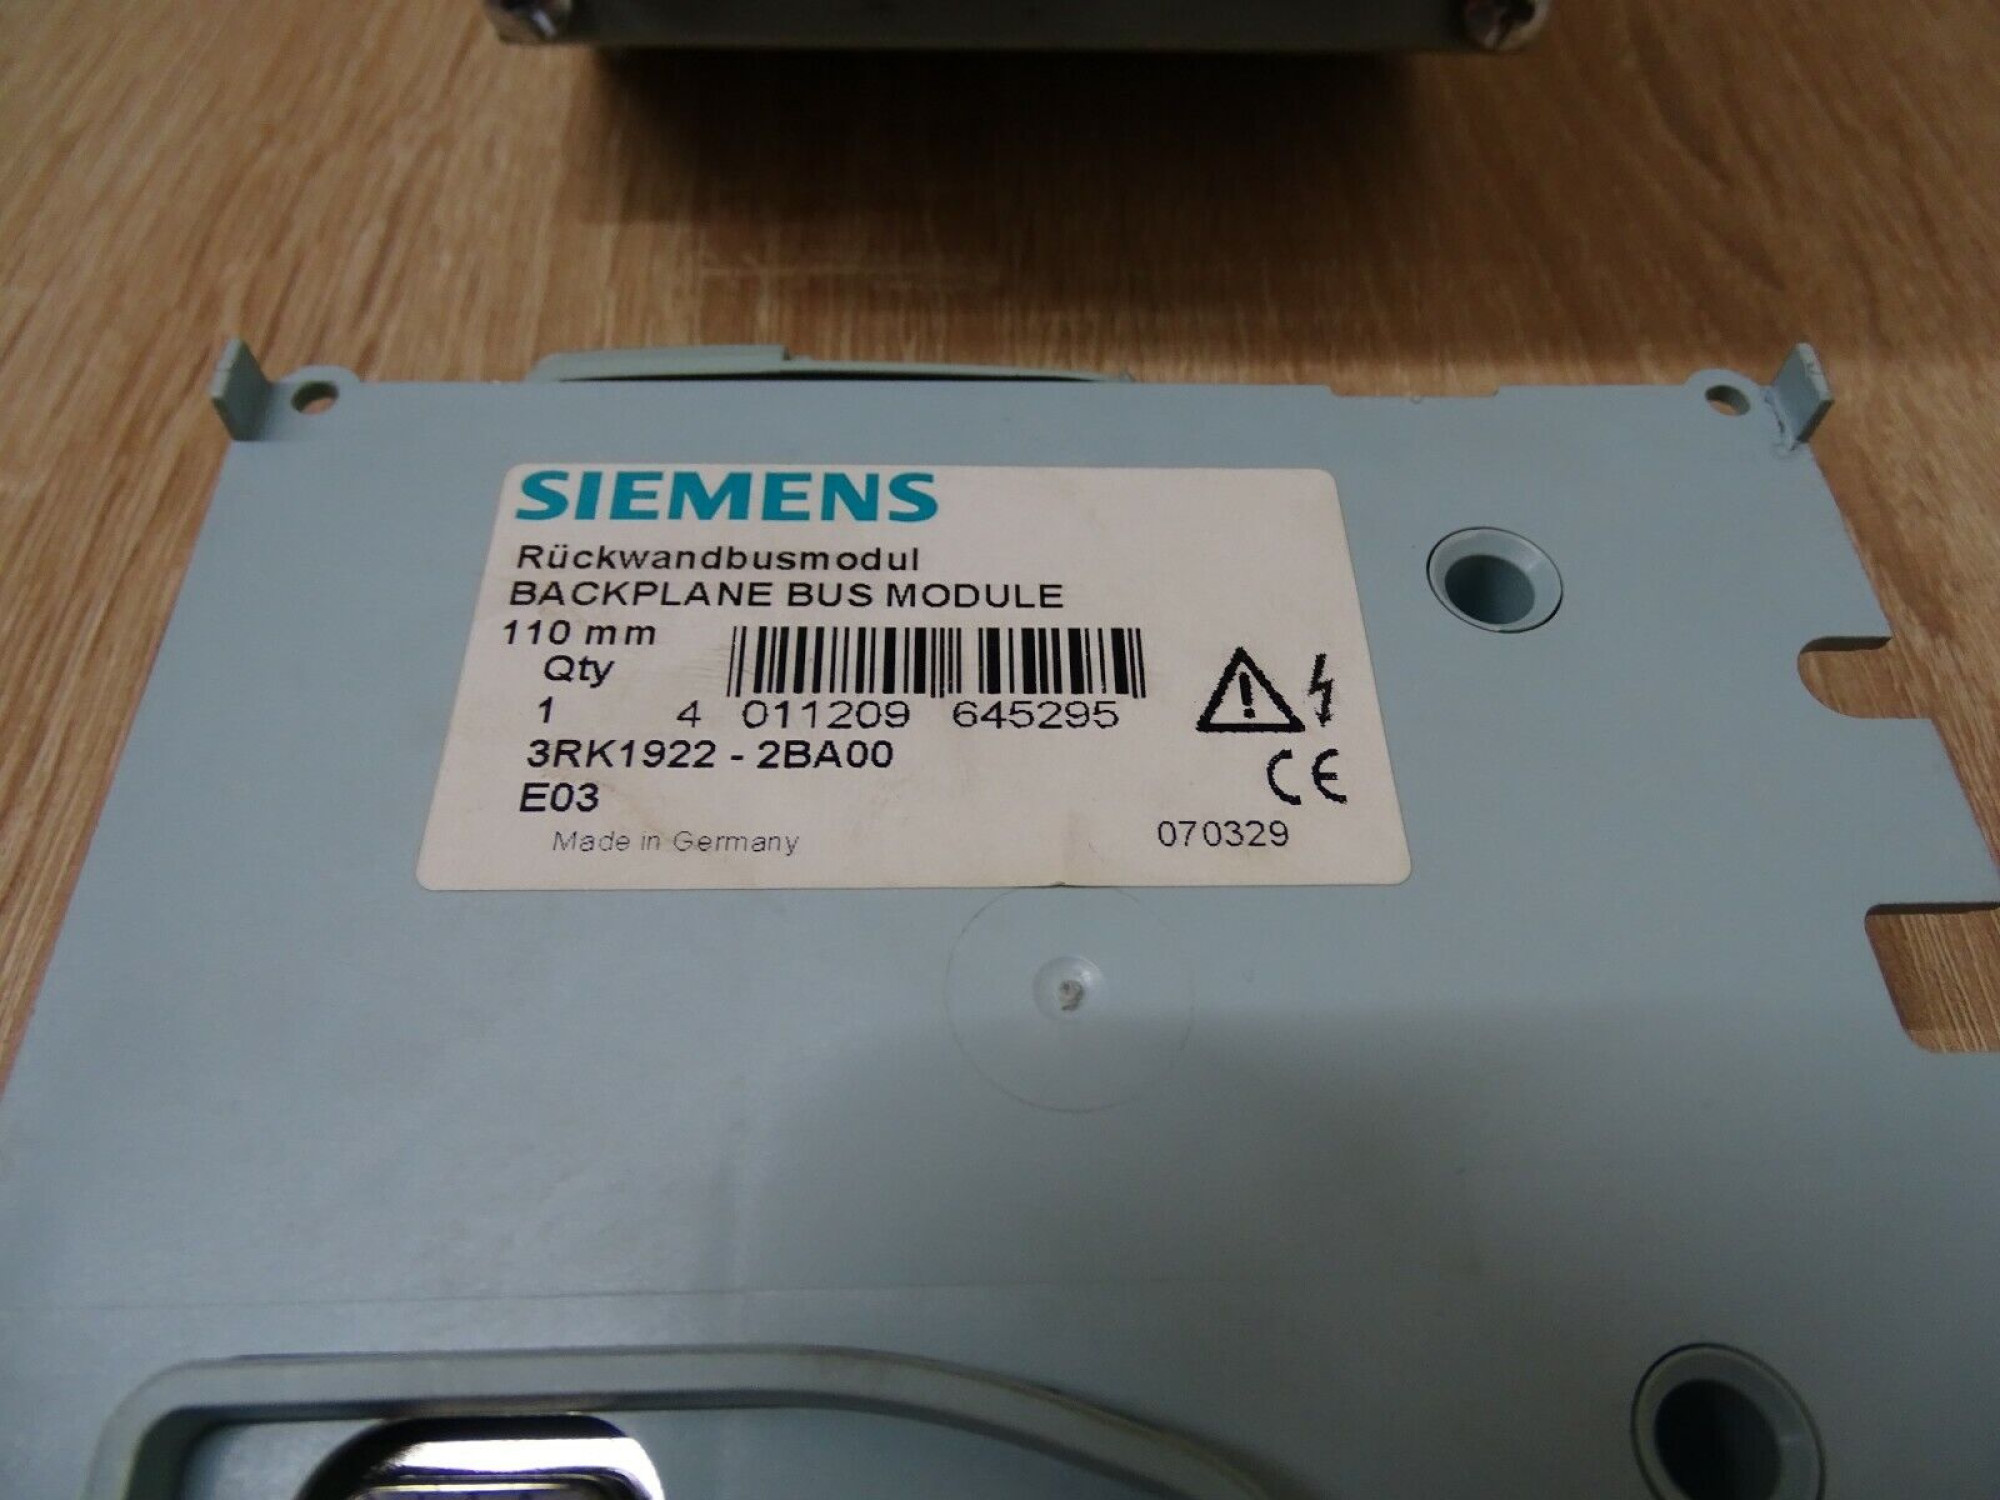 SIEMENS
Rückwandbusmodul
BACKPLANE BUS MODULE
110 mm
Qty
1
4 011209 645295
3RK1922 - 2BA00
E03
CE
Made in Germany
070329